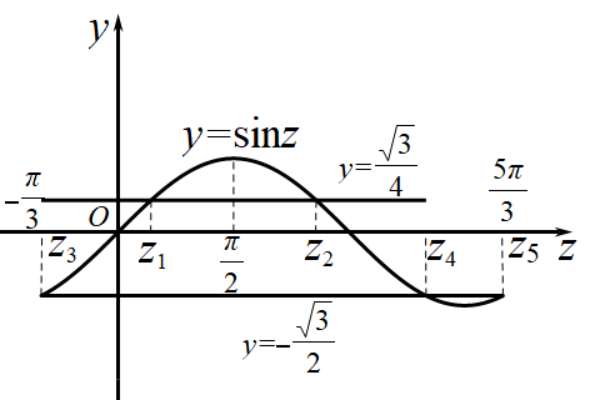 y
y=sinz
y=√3/4
-π/3
5π/3
O
z₃
z₁
π/2
z₂
z₄
z₅
z
y=-√3/2